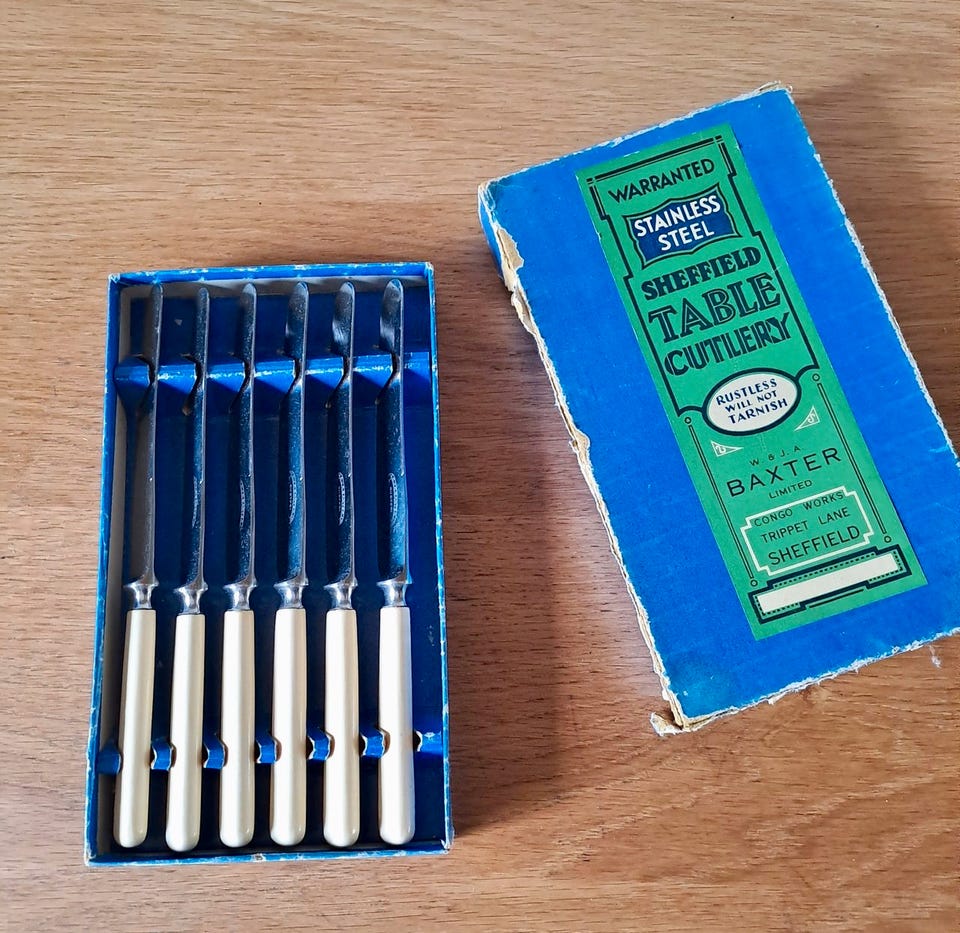 WARRANTED
STAINLESS
STEEL
SHEFFIELD
TABLE
CUTLERY
RUSTLESS
WILL NOT
TARNISH
W. & J. A.
BAXTER
LIMITED
CONGO WORKS
TRIPPET LANE
SHEFFIELD